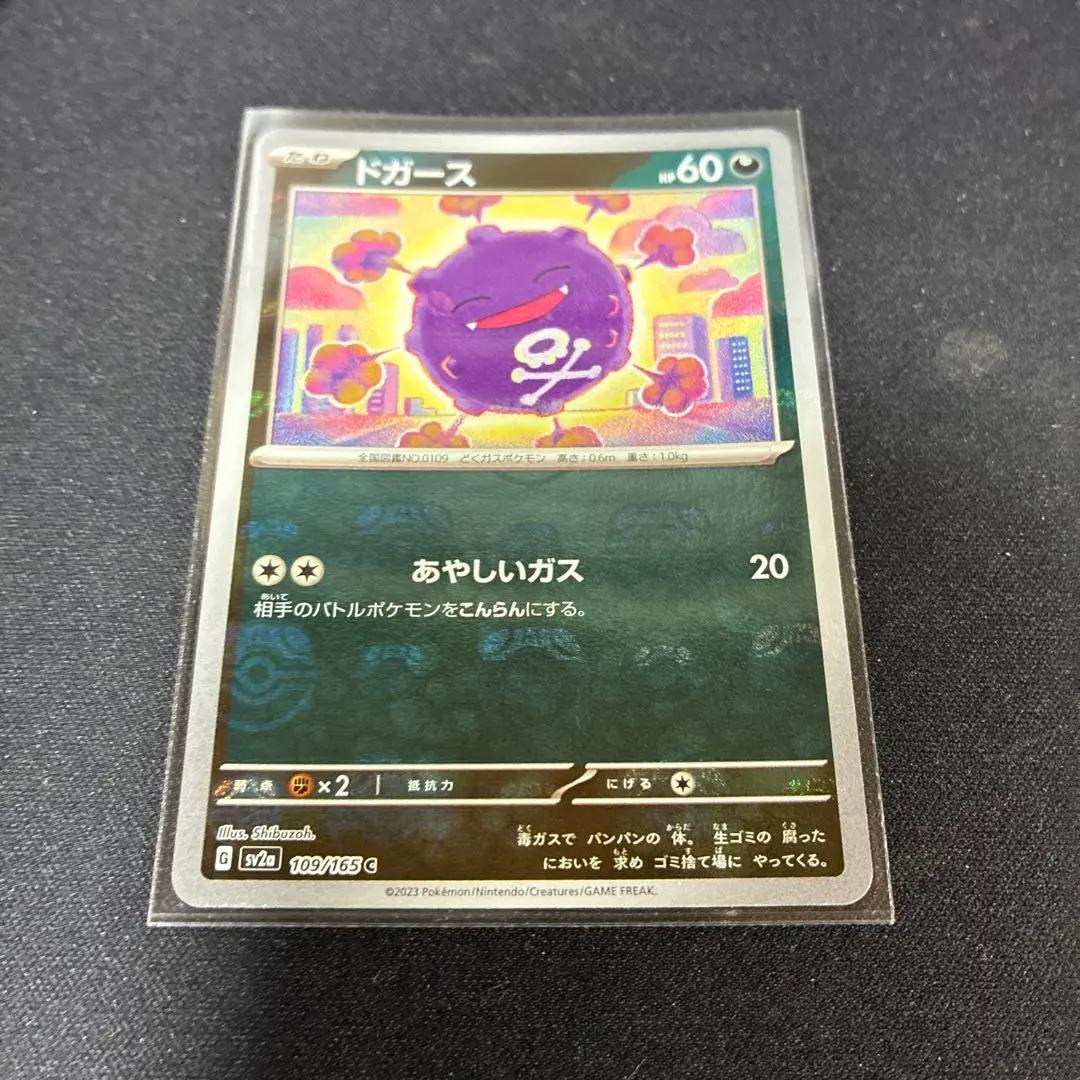 たね ドガース HP60
全国図鑑NO.0109 どくガスポケモン 高さ:0.6m 重さ:1.0kg
あやしいガス 20
相手のバトルポケモンをこんらんにする。
弱点 ×2 抵抗力 にげる
Illus. Shibuzoh.
毒ガスで パンパンの 体。 生ゴミの 腐った
においを 求め ゴミ捨て場に やってくる。
G sv2a 109/165 C
©2023 Pokémon/Nintendo/Creatures/GAME FREAK.